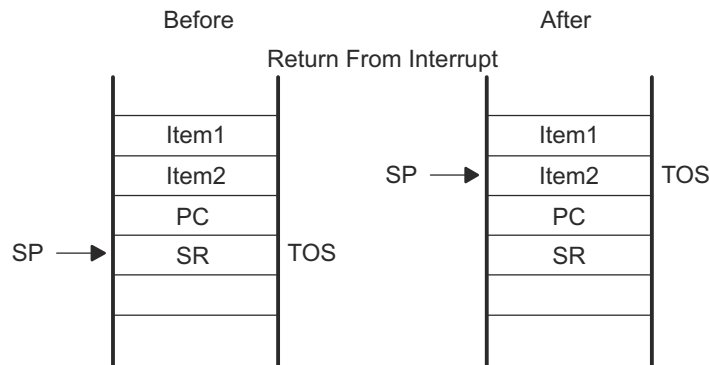 Before After
Return From Interrupt
Item1 Item1
Item2 SP Item2 TOS
PC PC
SP SR TOS SR